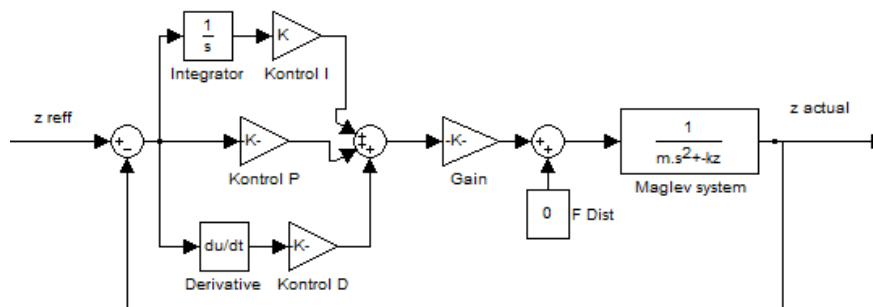 1
s
K
Integrator
Kontrol I
z reff
z actual
K-
-K-
1
m.s2+-kz
Kontrol P
Gain
Maglev system
0
F Dist
du/dt
K-
Derivative
Kontrol D